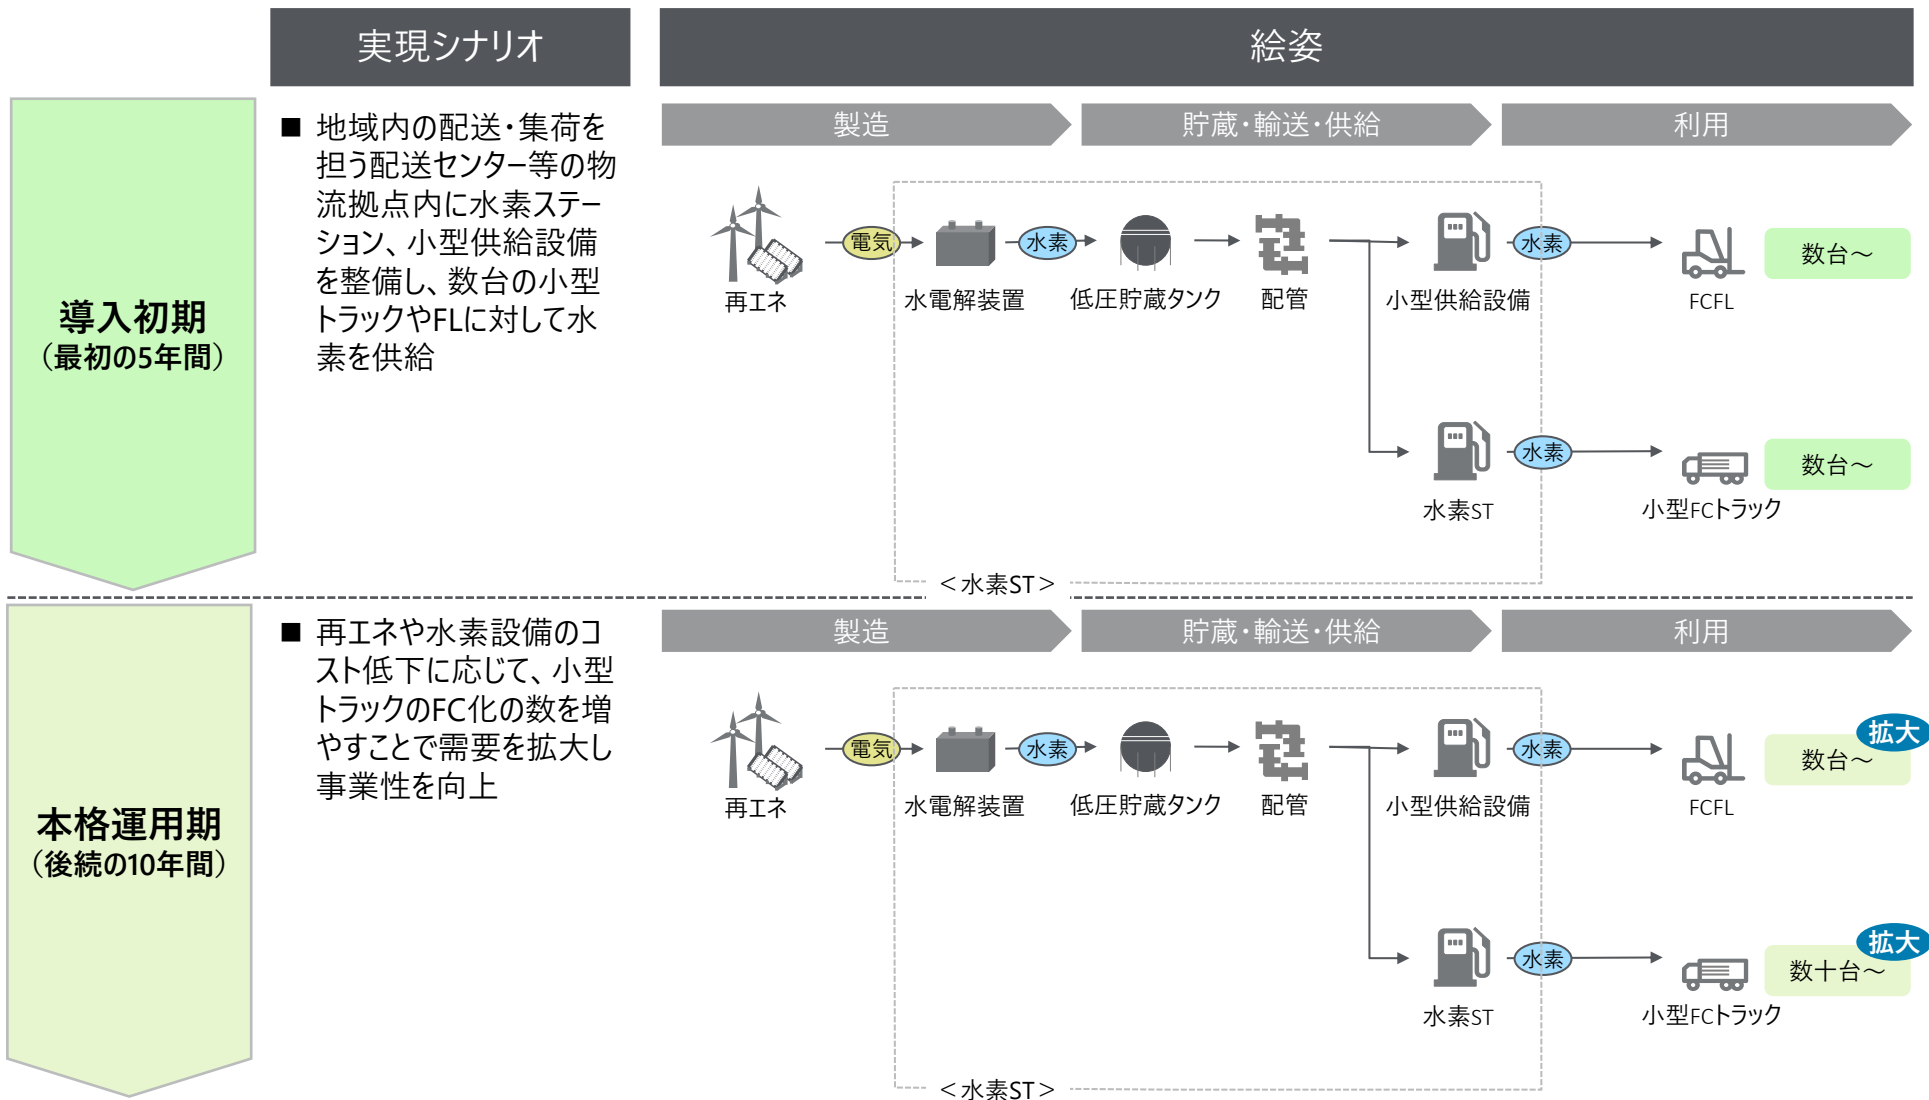 実現シナリオ
絵姿
導入初期
（最初の5年間）
■ 地域内の配送・集荷を
担う配送センター等の物
流拠点内に水素ステー
ション、小型供給設備
を整備し、数台の小型
トラックやFLに対して水
素を供給
製造
貯蔵・輸送・供給
利用
電気
水素
水素
数台～
再エネ
水電解装置
低圧貯蔵タンク
配管
小型供給設備
FCFL
水素
数台～
水素ST
小型FCトラック
＜水素ST＞
本格運用期
（後続の10年間）
■ 再エネや水素設備のコ
スト低下に応じて、小型
トラックのFC化の数を増
やすことで需要を拡大し
事業性を向上
製造
貯蔵・輸送・供給
利用
拡大
電気
水素
水素
数台～
再エネ
水電解装置
低圧貯蔵タンク
配管
小型供給設備
FCFL
拡大
水素
数十台～
水素ST
小型FCトラック
＜水素ST＞